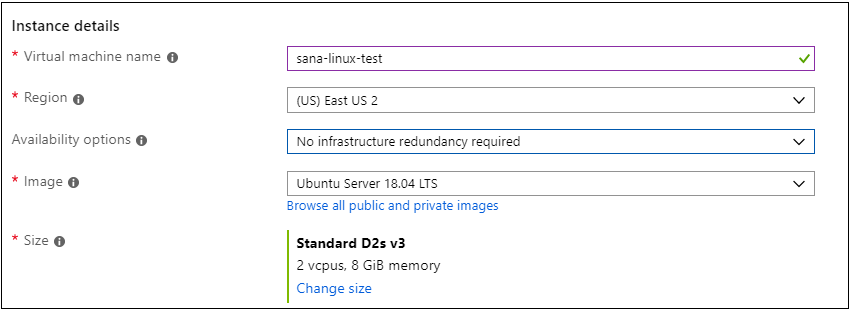 Instance details
* Virtual machine name
sana-linux-test
* Region
(US) East US 2
Availability options
No infrastructure redundancy required
* Image
Ubuntu Server 18.04 LTS
Browse all public and private images
* Size
Standard D2s v3
2 vcpus, 8 GiB memory
Change size